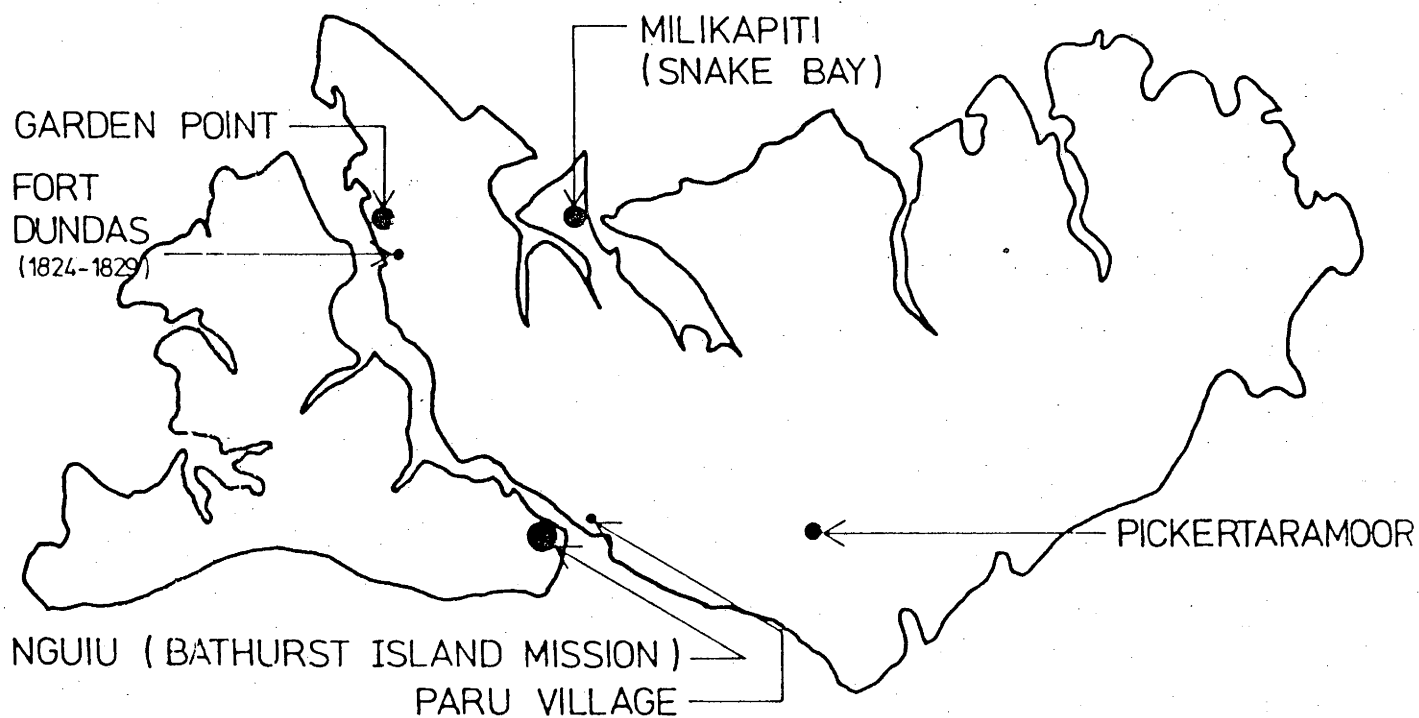 MILIKAPITI
(SNAKE BAY)
GARDEN POINT
FORT
DUNDAS
(1824-1829)
PICKERTARAMOOR
NGUIU (BATHURST ISLAND MISSION)
PARU VILLAGE